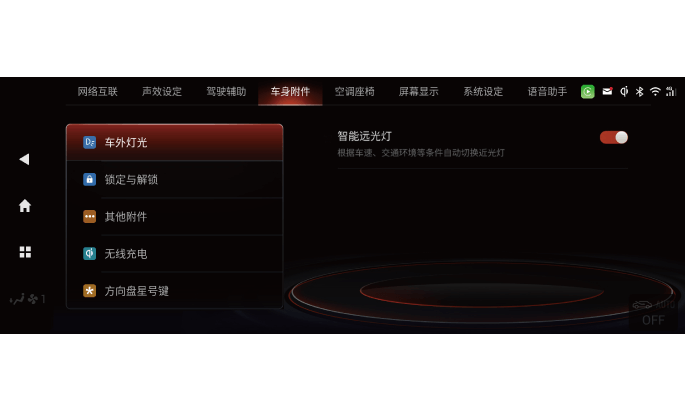 网络互联 声效设定 驾驶辅助 车身附件 空调座椅 屏幕显示 系统设定 语音助手
车外灯光
锁定与解锁
其他附件
无线充电
方向盘星号键
智能远光灯
根据车速、交通环境等条件自动切换远光灯
1
AUTO
OFF